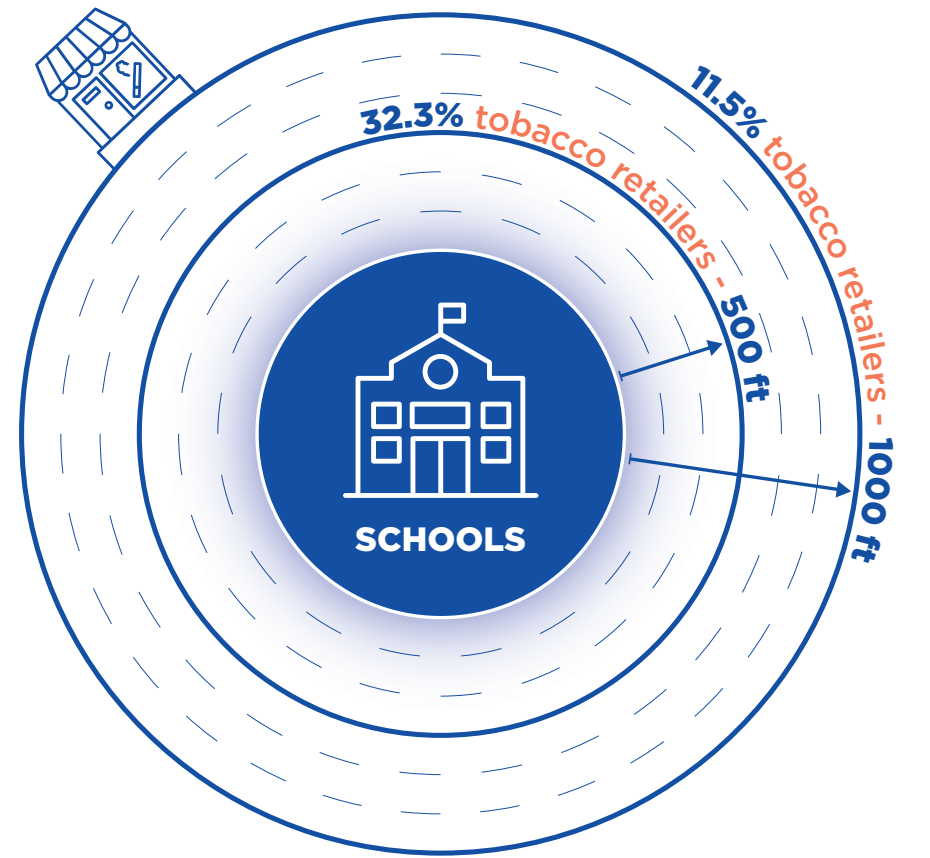 11.5% tobacco retailers - 1000 ft
32.3% tobacco retailers - 500 ft
SCHOOLS